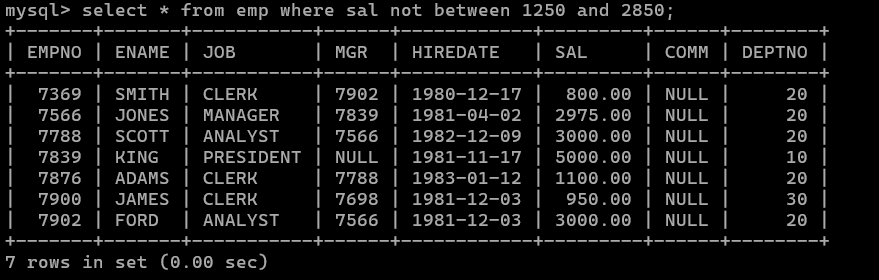 mysql> select * from emp where sal not between 1250 and 2850;
+-------+-------+-----------+------+------------+---------+------+--------+
| EMPNO | ENAME | JOB       | MGR  | HIREDATE   | SAL     | COMM | DEPTNO |
+-------+-------+-----------+------+------------+---------+------+--------+
|  7369 | SMITH | CLERK     | 7902 | 1980-12-17 |  800.00 | NULL |     20 |
|  7566 | JONES | MANAGER   | 7839 | 1981-04-02 | 2975.00 | NULL |     20 |
|  7788 | SCOTT | ANALYST   | 7566 | 1982-12-09 | 3000.00 | NULL |     20 |
|  7839 | KING  | PRESIDENT | NULL | 1981-11-17 | 5000.00 | NULL |     10 |
|  7876 | ADAMS | CLERK     | 7788 | 1983-01-12 | 1100.00 | NULL |     20 |
|  7900 | JAMES | CLERK     | 7698 | 1981-12-03 |  950.00 | NULL |     30 |
|  7902 | FORD  | ANALYST   | 7566 | 1981-12-03 | 3000.00 | NULL |     20 |
+-------+-------+-----------+------+------------+---------+------+--------+
7 rows in set (0.00 sec)